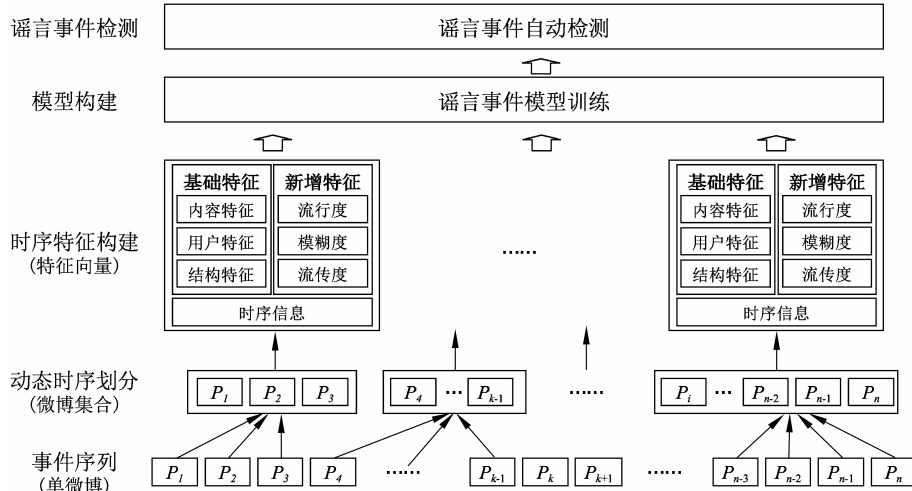 谣言事件检测 谣言事件自动检测
模型构建 谣言事件模型训练
基础特征 新增特征 基础特征 新增特征
内容特征 流行度 内容特征 流行度
时序特征构建 用户特征 模糊度 …… 用户特征 模糊度
(特征向量) 结构特征 流传度 结构特征 流传度
时序信息 时序信息
动态时序划分 P1 P2 P3 P4 … Pk-1 …… Pi … Pn-2 Pn-1 Pn
(微博集合)
事件序列 P1 P2 P3 P4 …… Pk-1 Pk Pk+1 …… Pn-3 Pn-2 Pn-1 Pn
(单微博)